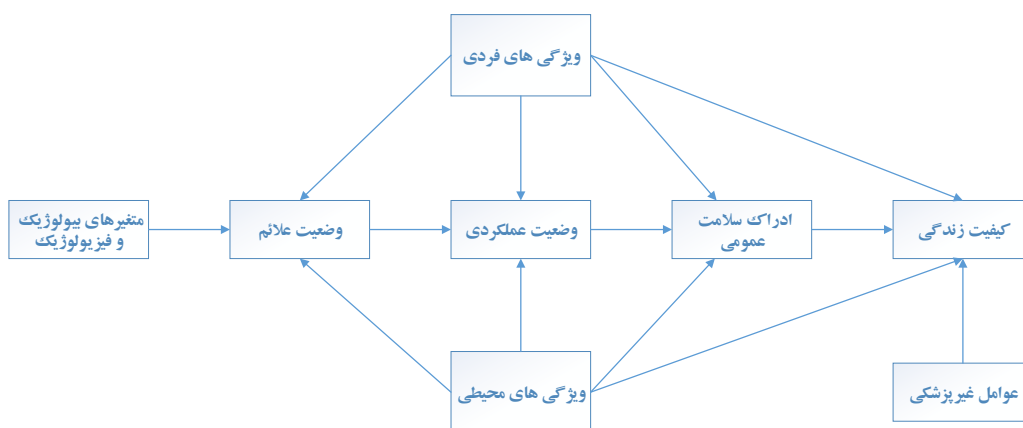 ویژگی های فردی
متغیرهای بیولوژیک
و فیزیولوژیک
وضعیت علائم
وضعیت عملکردی
ادراک سلامت
عمومی
کیفیت زندگی
ویژگی های محیطی
عوامل غیرپزشکی